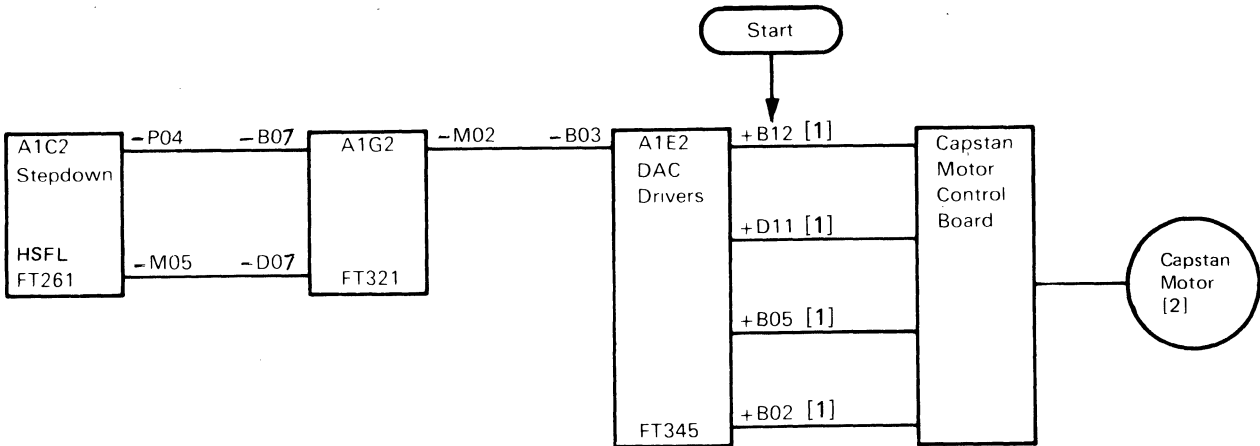 Start
A1C2
Stepdown
HSFL
FT261
-P04
-B07
-M05
-D07
A1G2
FT321
-M02
-B03
A1E2
DAC
Drivers
FT345
+B12 [1]
+D11 [1]
+B05 [1]
+B02 [1]
Capstan
Motor
Control
Board
Capstan
Motor
[2]